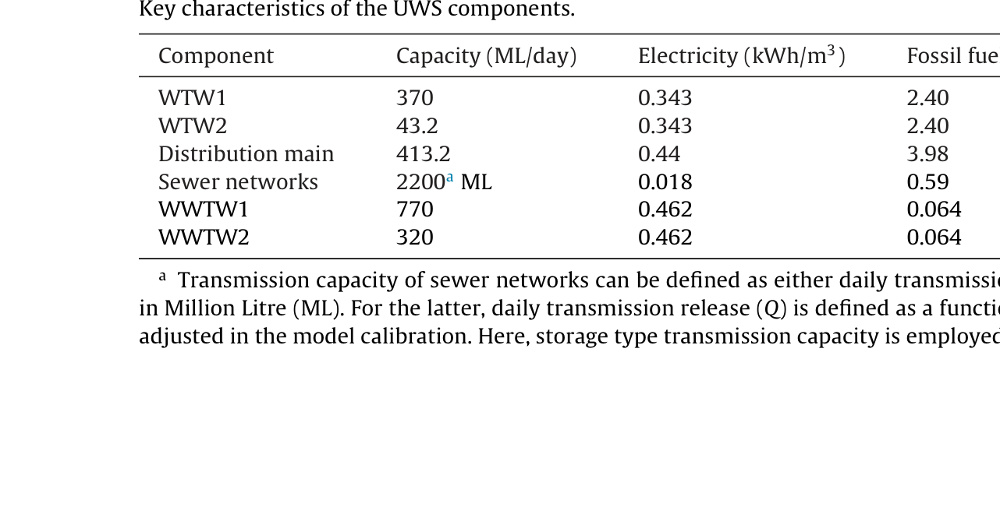 Key characteristics of the UWS components.
Component Capacity (ML/day) Electricity (kWh/m³) Fossil fue
WTW1 370 0.343 2.40
WTW2 43.2 0.343 2.40
Distribution main 413.2 0.44 3.98
Sewer networks 2200ᵃ ML 0.018 0.59
WWTW1 770 0.462 0.064
WWTW2 320 0.462 0.064
ᵃ Transmission capacity of sewer networks can be defined as either daily transmissi
in Million Litre (ML). For the latter, daily transmission release (Q) is defined as a functi
adjusted in the model calibration. Here, storage type transmission capacity is employed